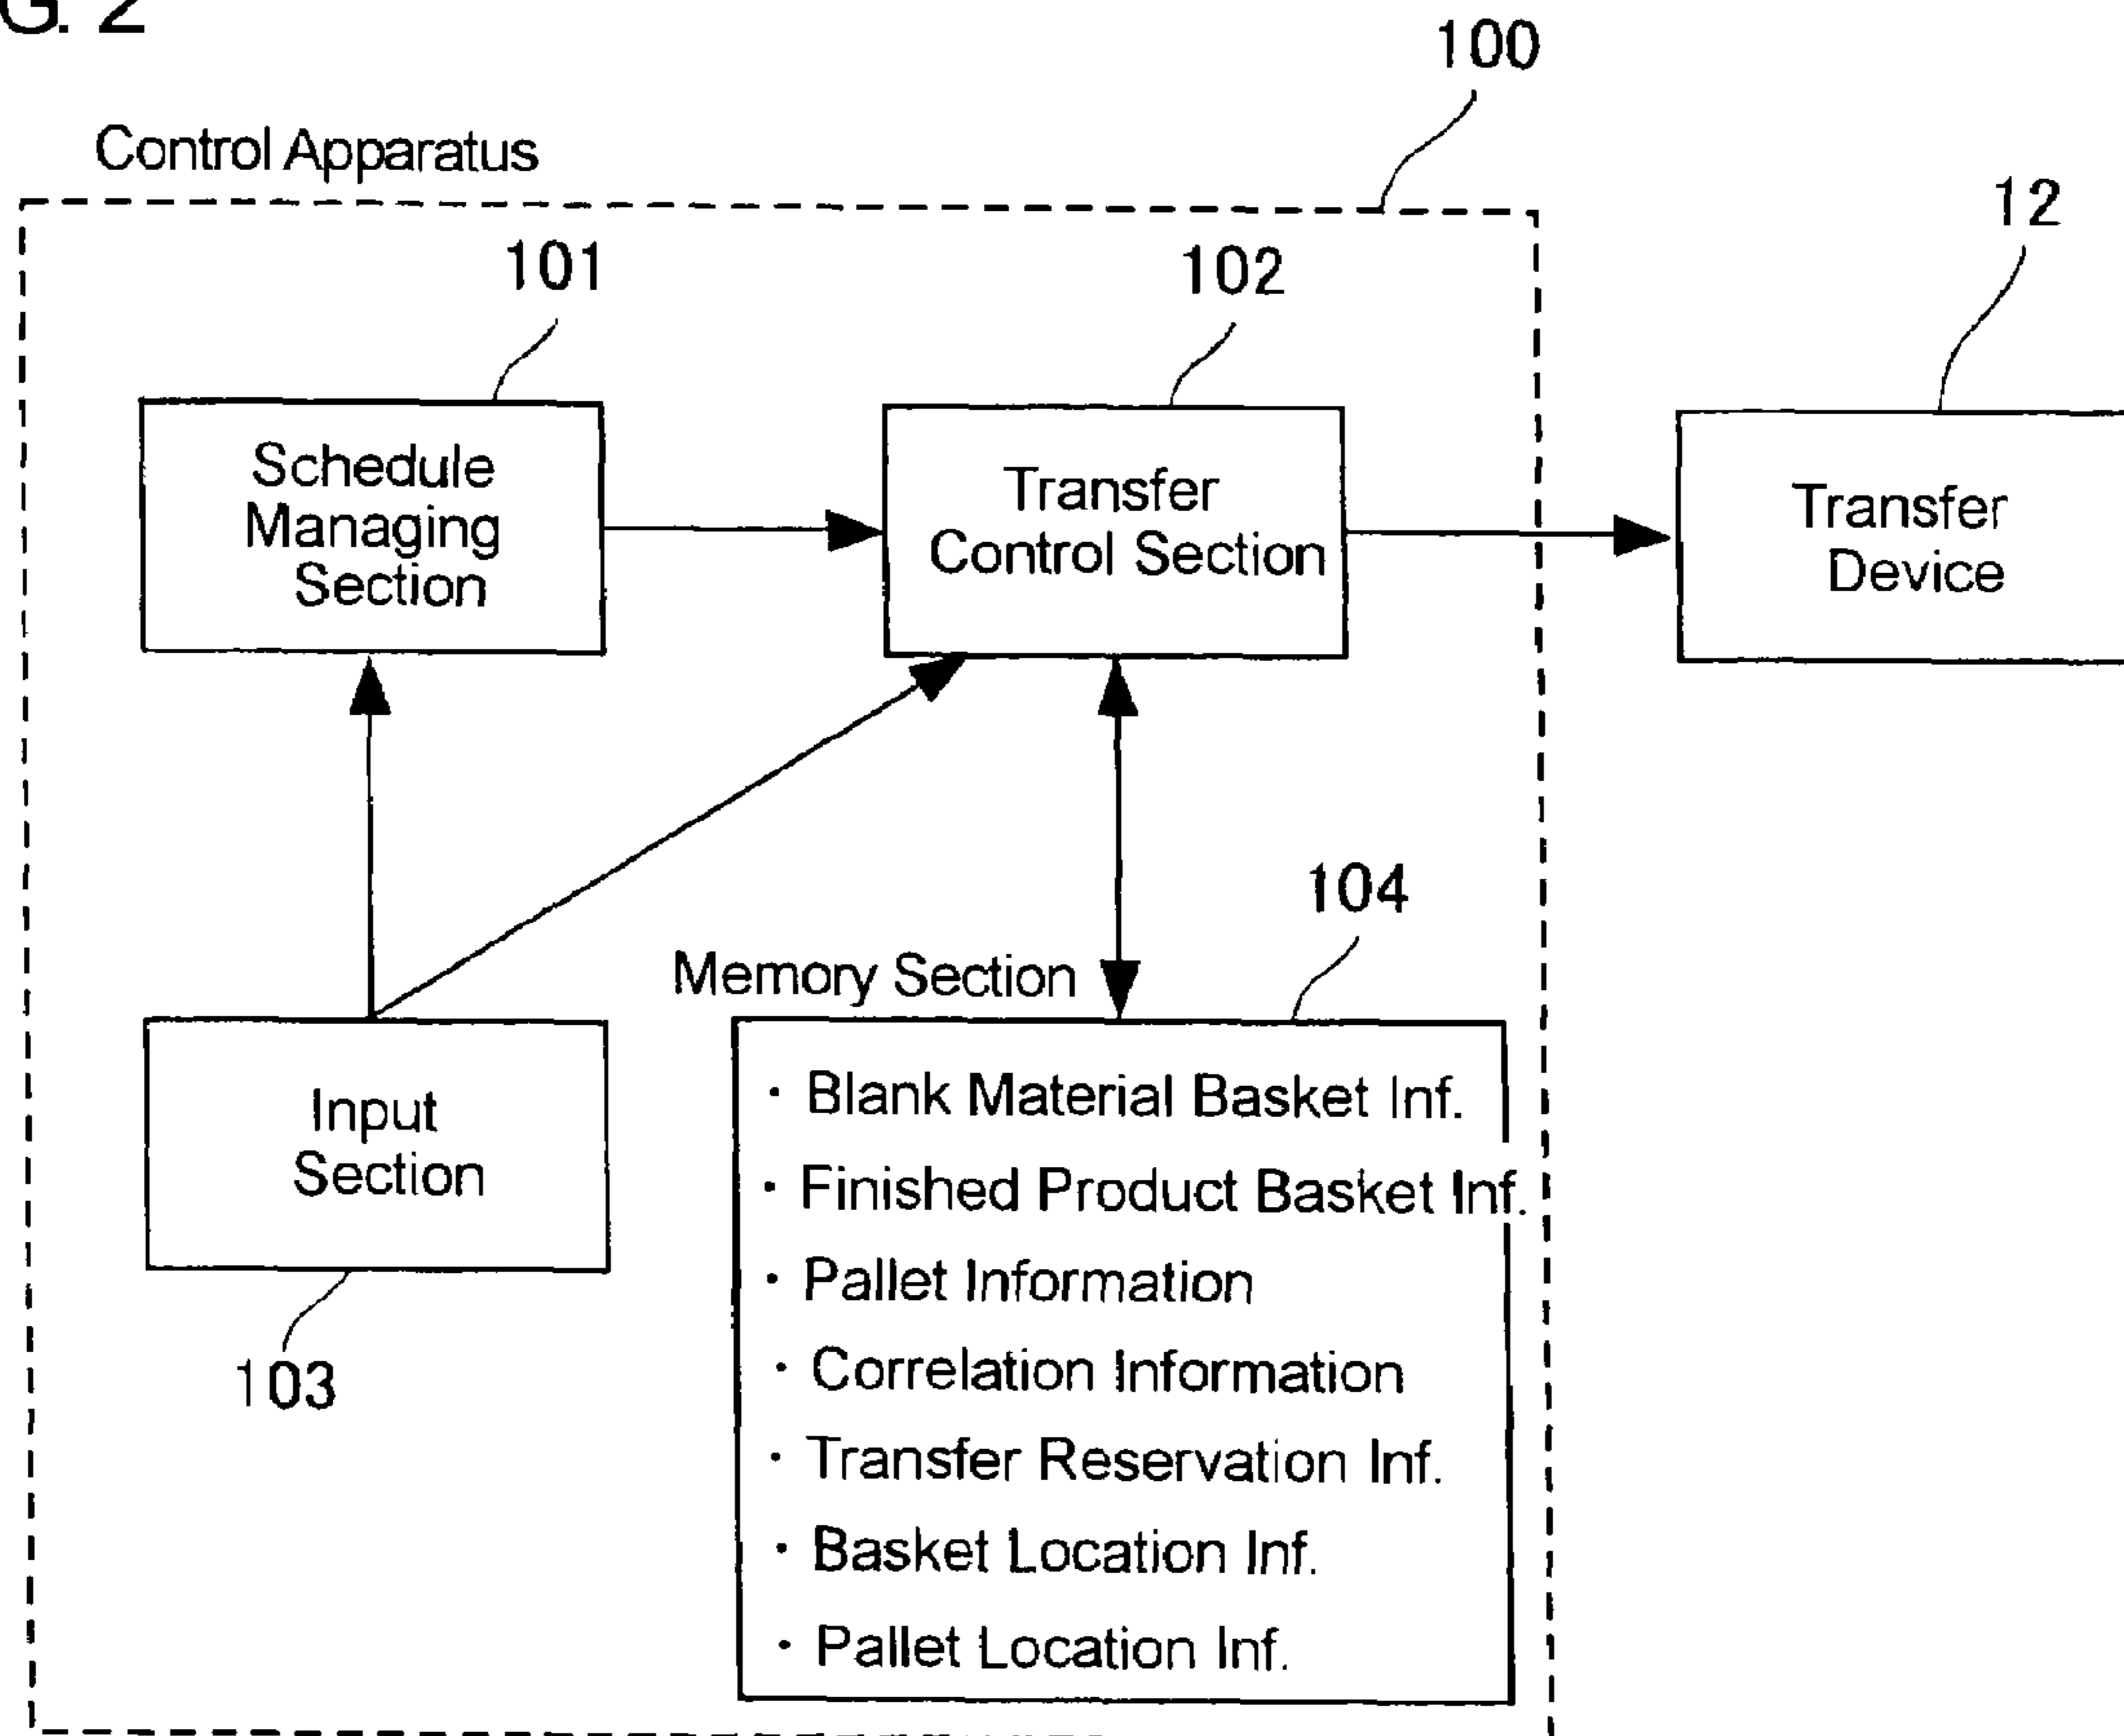 G. 2
100
Control Apparatus
12
101
102
Schedule
Managing
Section
Transfer
Control Section
Transfer
Device
104
Memory Section
Input
Section
103
· Blank Material Basket Inf.
· Finished Product Basket Inf.
· Pallet Information
· Correlation Information
· Transfer Reservation Inf.
· Basket Location Inf.
· Pallet Location Inf.